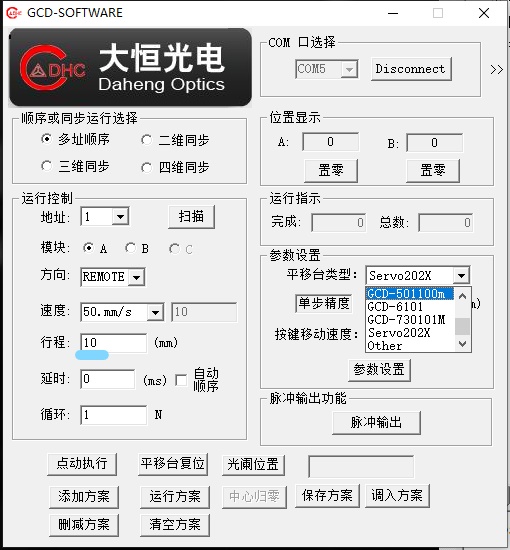 GCD-SOFTWARE
DHC
大恒光电
Daheng Optics
COM 口选择
COM5
Disconnect
>>
顺序或同步运行选择
多址顺序
二维同步
三维同步
四维同步
位置显示
A:
0
B:
0
置零
置零
运行控制
地址:
1
扫描
模块:
A
B
C
方向:
REMOTE
速度:
50.mm/s
10
行程:
10
(mm)
延时:
0
(ms)
自动
顺序
循环:
1
N
运行指示
完成:
0
总数:
0
参数设置
平移台类型:
Servo202X
单步精度
GCD-501100m
GCD-6101
GCD-730101M
Servo202X
Other
m)
按键移动速度:
参数设置
脉冲输出功能
脉冲输出
点动执行
平移台复位
光阑位置
添加方案
运行方案
中心归零
保存方案
调入方案
删减方案
清空方案